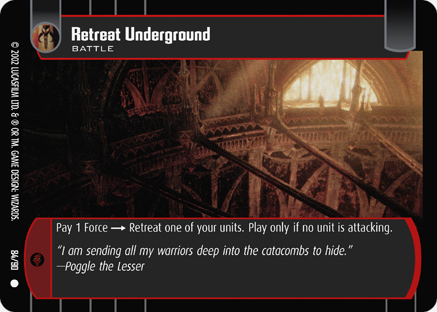 Retreat Underground
BATTLE
Pay 1 Force → Retreat one of your units. Play only if no unit is attacking.
“I am sending all my warriors deep into the catacombs to hide.”
—Poggle the Lesser
© 2002 LUCASFILM LTD. & ® OR TM. GAME DESIGN: WIZARDS.
84/180